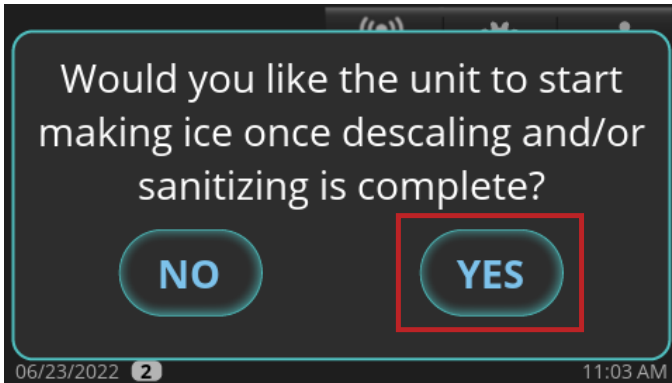 Would you like the unit to start
making ice once descaling and/or
sanitizing is complete?
NO YES
06/23/2022 2 11:03 AM